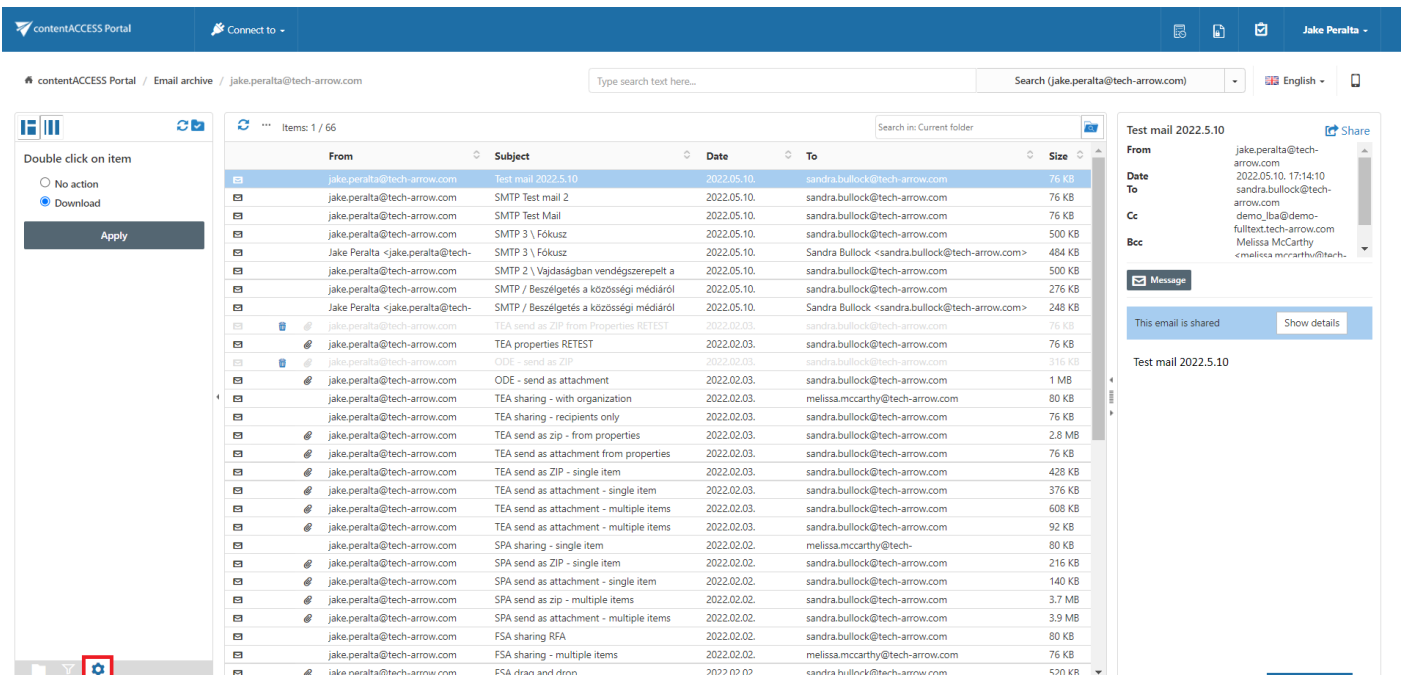 contentACCESS Portal Connect to Jake Peralta
contentACCESS Portal / Email archive / jake.peralta@tech-arrow.com Type search text here... Search (jake.peralta@tech-arrow.com) English
Double click on item
No action
Download
Apply
Items: 1 / 66 Search in: Current folder
From Subject Date To Size
jake.peralta@tech-arrow.com Test mail 2022.5.10 2022.05.10. sandra.bullock@tech-arrow.com 76 KB
jake.peralta@tech-arrow.com SMTP Test mail 2 2022.05.10. sandra.bullock@tech-arrow.com 76 KB
jake.peralta@tech-arrow.com SMTP Test Mail 2022.05.10. sandra.bullock@tech-arrow.com 76 KB
jake.peralta@tech-arrow.com SMTP 3 \ Fókusz 2022.05.10. sandra.bullock@tech-arrow.com 500 KB
Jake Peralta <jake.peralta@tech- SMTP 3 \ Fókusz 2022.05.10. Sandra Bullock <sandra.bullock@tech-arrow.com> 484 KB
jake.peralta@tech-arrow.com SMTP 2 \ Vajdaságban vendégszerepelt a 2022.05.10. sandra.bullock@tech-arrow.com 500 KB
jake.peralta@tech-arrow.com SMTP / Beszélgetés a közösségi médiáról 2022.05.10. sandra.bullock@tech-arrow.com 276 KB
Jake Peralta <jake.peralta@tech- SMTP / Beszélgetés a közösségi médiáról 2022.05.10. Sandra Bullock <sandra.bullock@tech-arrow.com> 248 KB
jake.peralta@tech-arrow.com TEA send as ZIP from Properties RETEST 2022.02.03. sandra.bullock@tech-arrow.com 76 KB
jake.peralta@tech-arrow.com TEA properties RETEST 2022.02.03. sandra.bullock@tech-arrow.com 76 KB
jake.peralta@tech-arrow.com ODE - send as ZIP 2022.02.03. sandra.bullock@tech-arrow.com 316 KB
jake.peralta@tech-arrow.com ODE - send as attachment 2022.02.03. sandra.bullock@tech-arrow.com 1 MB
jake.peralta@tech-arrow.com TEA sharing - with organization 2022.02.03. melissa.mccarthy@tech-arrow.com 80 KB
jake.peralta@tech-arrow.com TEA sharing - recipients only 2022.02.03. sandra.bullock@tech-arrow.com 76 KB
jake.peralta@tech-arrow.com TEA send as zip - from properties 2022.02.03. sandra.bullock@tech-arrow.com 2.8 MB
jake.peralta@tech-arrow.com TEA send as attachment from properties 2022.02.03. sandra.bullock@tech-arrow.com 76 KB
jake.peralta@tech-arrow.com TEA send as ZIP - single item 2022.02.03. sandra.bullock@tech-arrow.com 428 KB
jake.peralta@tech-arrow.com TEA send as attachment - single item 2022.02.03. sandra.bullock@tech-arrow.com 376 KB
jake.peralta@tech-arrow.com TEA send as attachment - multiple items 2022.02.03. sandra.bullock@tech-arrow.com 608 KB
jake.peralta@tech-arrow.com TEA send as attachment - multiple items 2022.02.03. sandra.bullock@tech-arrow.com 92 KB
jake.peralta@tech-arrow.com SPA sharing - single item 2022.02.02. melissa.mccarthy@tech- 80 KB
jake.peralta@tech-arrow.com SPA send as ZIP - single item 2022.02.02. sandra.bullock@tech-arrow.com 216 KB
jake.peralta@tech-arrow.com SPA send as attachment - single item 2022.02.02. sandra.bullock@tech-arrow.com 140 KB
jake.peralta@tech-arrow.com SPA send as zip - multiple items 2022.02.02. sandra.bullock@tech-arrow.com 3.7 MB
jake.peralta@tech-arrow.com SPA send as attachment - multiple items 2022.02.02. sandra.bullock@tech-arrow.com 3.9 MB
jake.peralta@tech-arrow.com FSA sharing RFA 2022.02.02. sandra.bullock@tech-arrow.com 80 KB
jake.peralta@tech-arrow.com FSA sharing - multiple items 2022.02.02. melissa.mccarthy@tech-arrow.com 76 KB
jake.peralta@tech-arrow.com FSA drag and drop 2022.02.02. sandra.bullock@tech-arrow.com 520 KB
Test mail 2022.5.10 Share
From jake.peralta@tech-
arrow.com
Date 2022.05.10. 17:14:10
To sandra.bullock@tech-
arrow.com
Cc demo_lba@demo-
fulltext.tech-arrow.com
Bcc Melissa McCarthy
<melissa.mccarthy@tech-
Message
This email is shared Show details
Test mail 2022.5.10